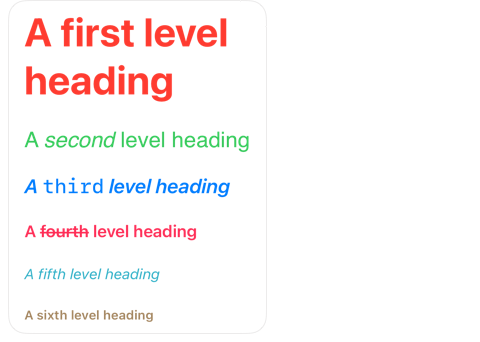 A first level
heading
A second level heading
A third level heading
A fourth level heading
A fifth level heading
A sixth level heading